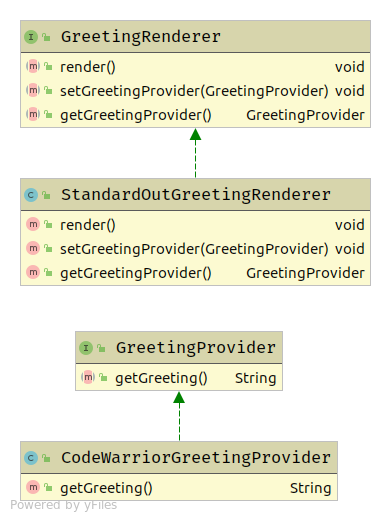 I GreetingRenderer
m render() void
m setGreetingProvider(GreetingProvider) void
m getGreetingProvider() GreetingProvider
C StandardOutGreetingRenderer
m render() void
m setGreetingProvider(GreetingProvider) void
m getGreetingProvider() GreetingProvider
I GreetingProvider
m getGreeting() String
C CodeWarriorGreetingProvider
m getGreeting() String
Powered by yFiles